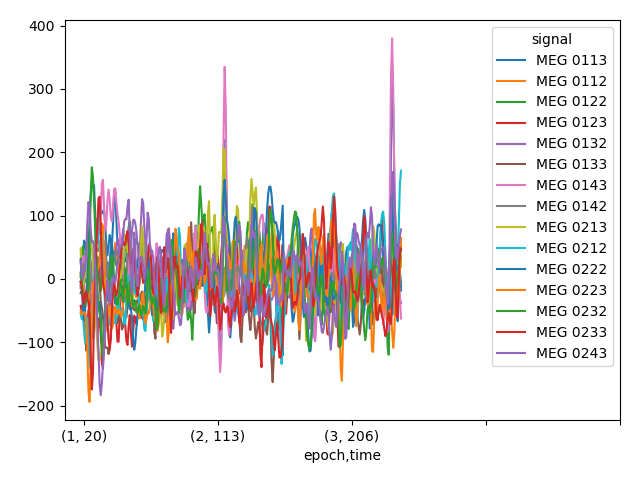 400
300
200
100
0
−100
−200
(1, 20)
(2, 113)
(3, 206)
epoch,time
signal
MEG 0113
MEG 0112
MEG 0122
MEG 0123
MEG 0132
MEG 0133
MEG 0143
MEG 0142
MEG 0213
MEG 0212
MEG 0222
MEG 0223
MEG 0232
MEG 0233
MEG 0243